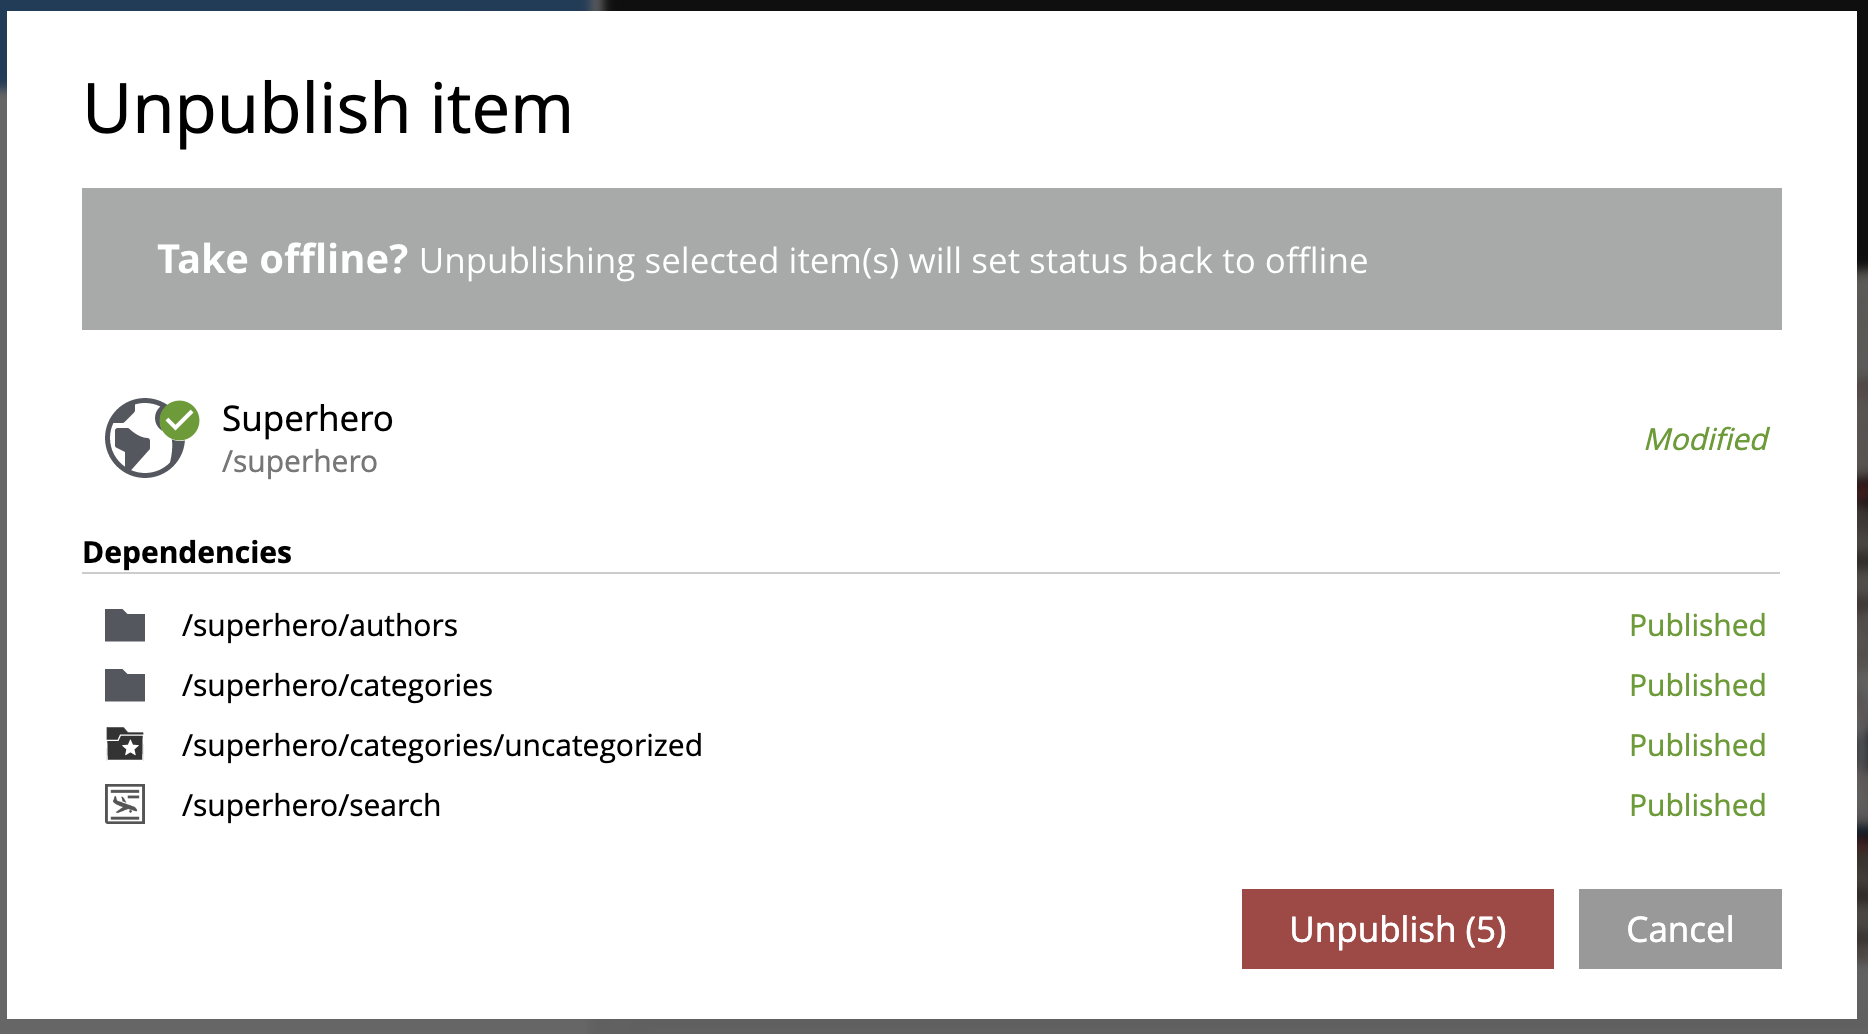 Unpublish item
Take offline? Unpublishing selected item(s) will set status back to offline
Superhero
/superhero
Modified
Dependencies
/superhero/authors Published
/superhero/categories Published
/superhero/categories/uncategorized Published
/superhero/search Published
Unpublish (5) Cancel